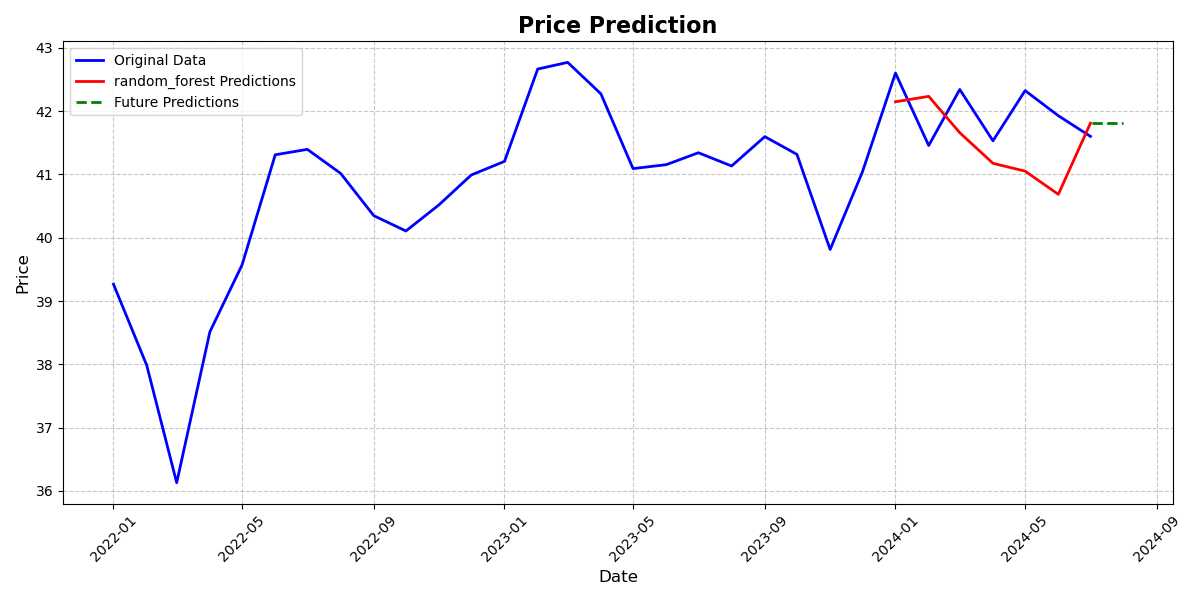 Price Prediction
Original Data
random_forest Predictions
Future Predictions
43
42
41
40
39
38
37
36
Price
2022-01
2022-05
2022-09
2023-01
2023-05
2023-09
2024-01
2024-05
2024-09
Date